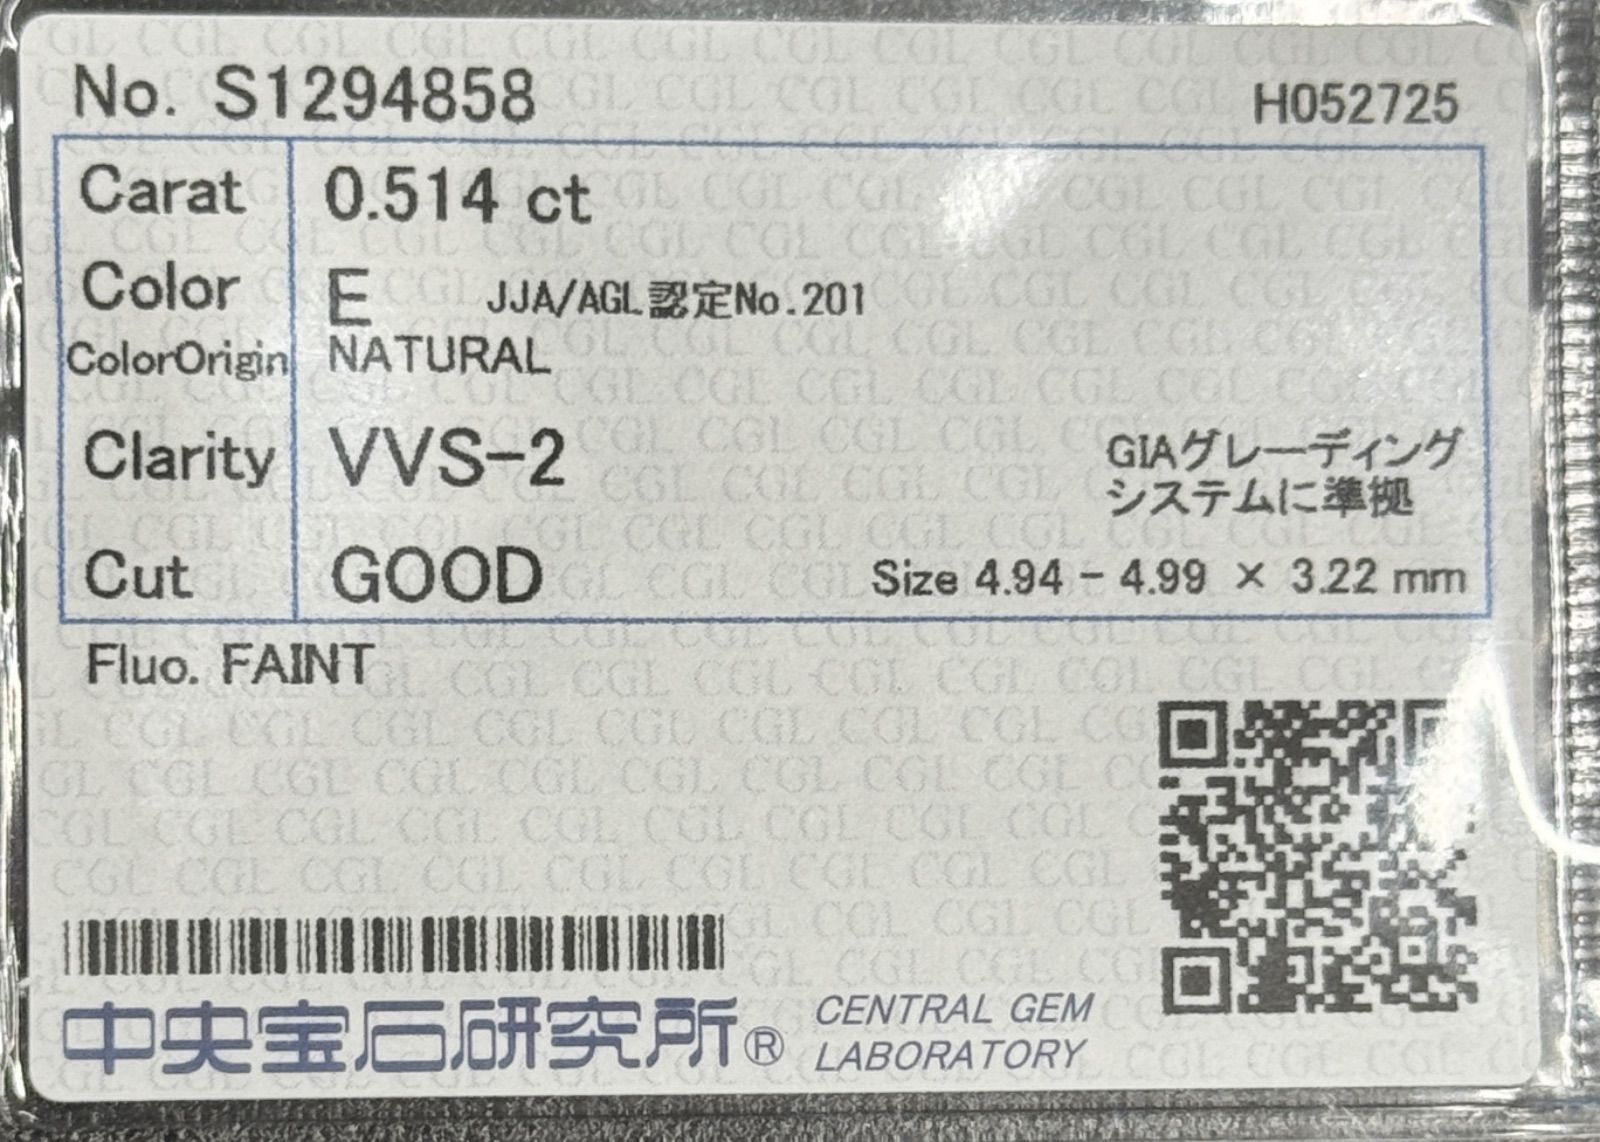 No. S1294858
H052725
Carat 0.514 ct
Color E JJA/AGL認定No.201
ColorOrigin NATURAL
Clarity VVS-2
GIAグレーディング
システムに準拠
Cut GOOD Size 4.94 - 4.99 × 3.22 mm
Fluo. FAINT
中央宝石研究所® CENTRAL GEM
LABORATORY